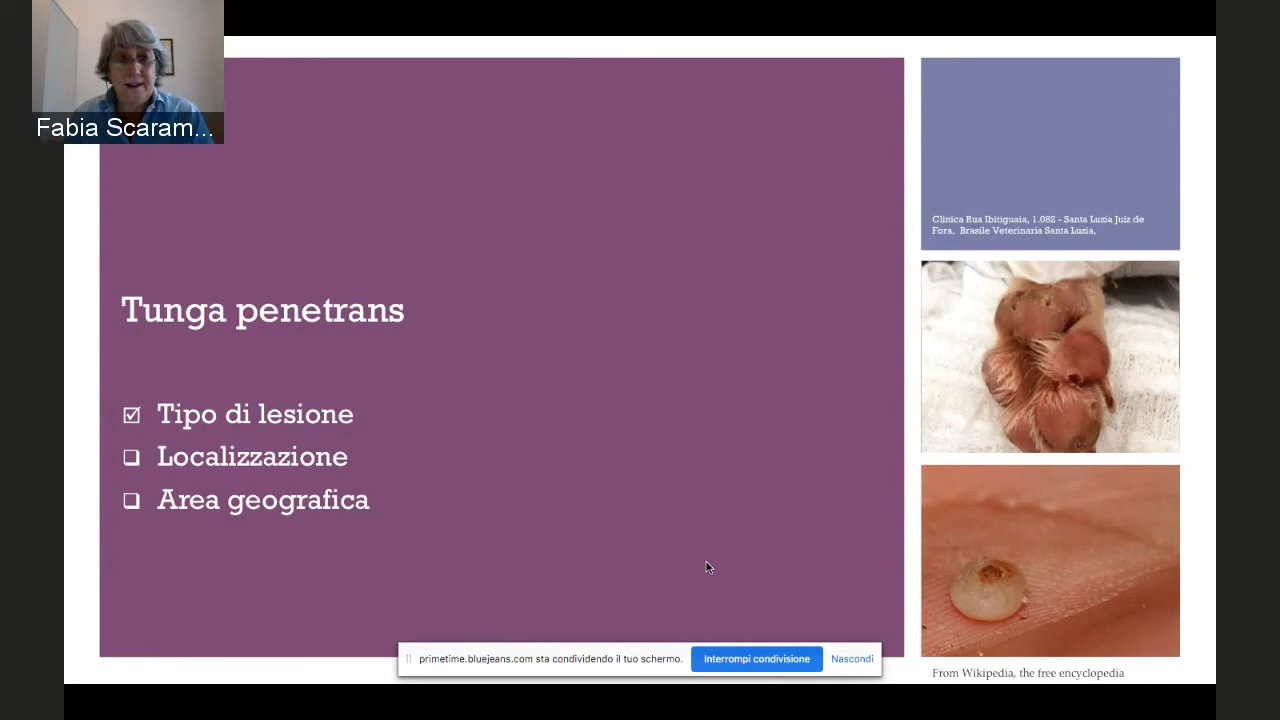 Fabia Scaram...
Clinica Rua Ibitiguaia, 1.082 - Santa Luzia Juiz de
Fora, Brasile Veterinaria Santa Luzia,
Tunga penetrans
Tipo di lesione
Localizzazione
Area geografica
primetime.bluejeans.com sta condividendo il tuo schermo. Interrompi condivisione Nascondi
From Wikipedia, the free encyclopedia